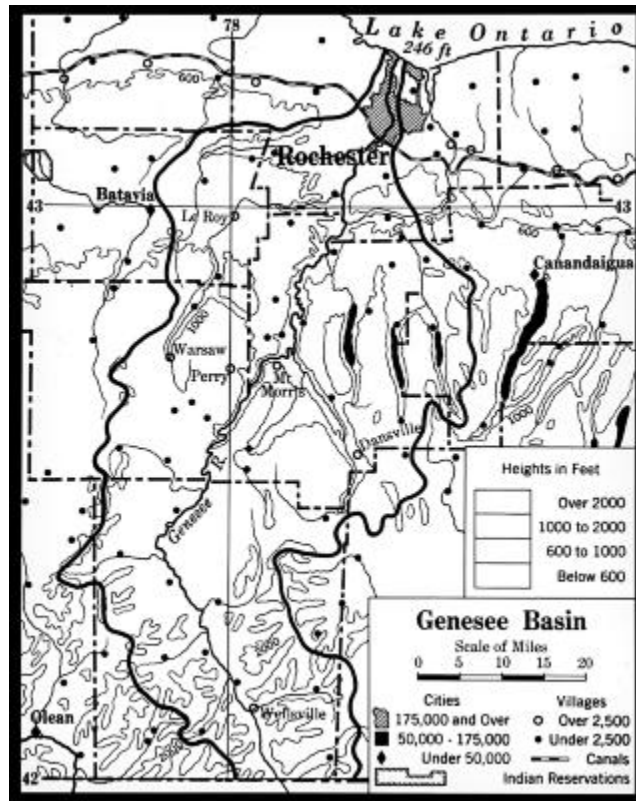 78
Lake Ontario
246 ft
600
Rochester
43
Batavia
Le Roy
43
600
Canandaigua
1000
Warsaw
Perry
Mt
Morris
1000
Dansville
R.
Genesee
Heights in Feet
Over 2000
1000 to 2000
600 to 1000
Below 600
2000
Wellsville
Olean
2000
42
Genesee Basin
Scale of Miles
0 5 10 15 20
Cities Villages
175,000 and Over Over 2,500
50,000 - 175,000 Under 2,500
Under 50,000 Canals
Indian Reservations